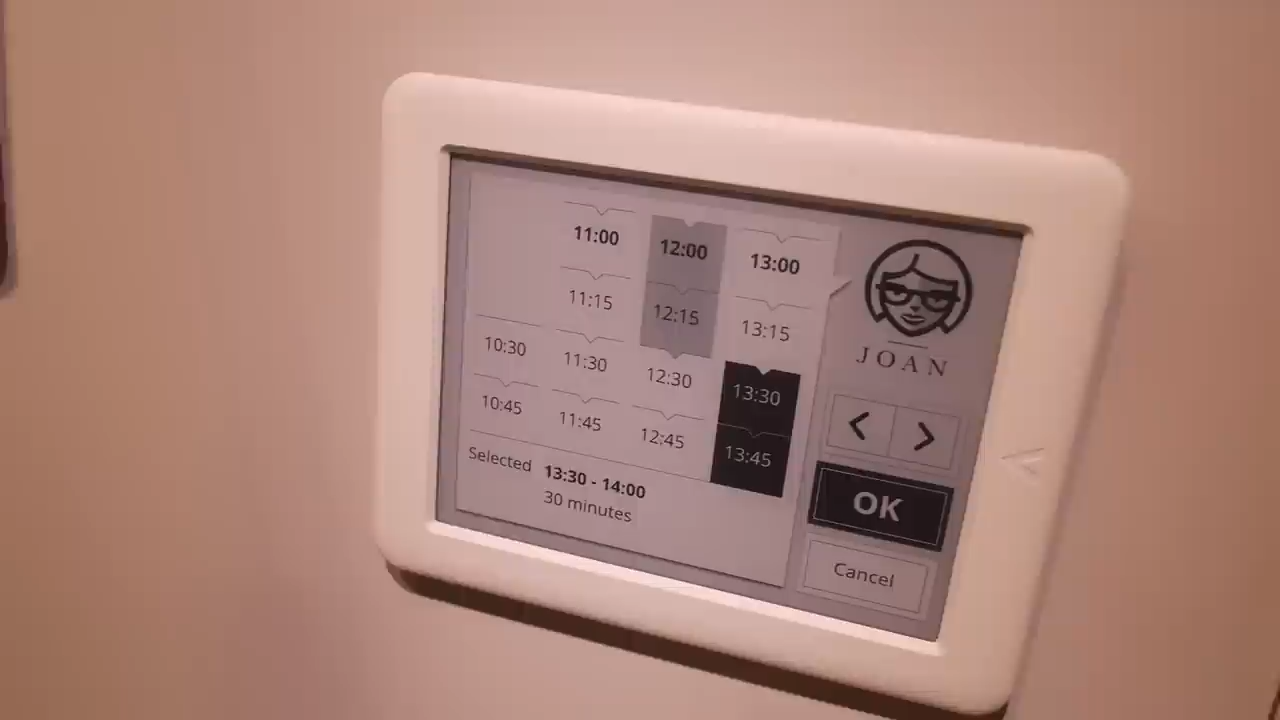 11:00 12:00 13:00
11:15 12:15 13:15
10:30 11:30 12:30 13:30
10:45 11:45 12:45 13:45
Selected 13:30 - 14:00
30 minutes
JOAN
< >
OK
Cancel